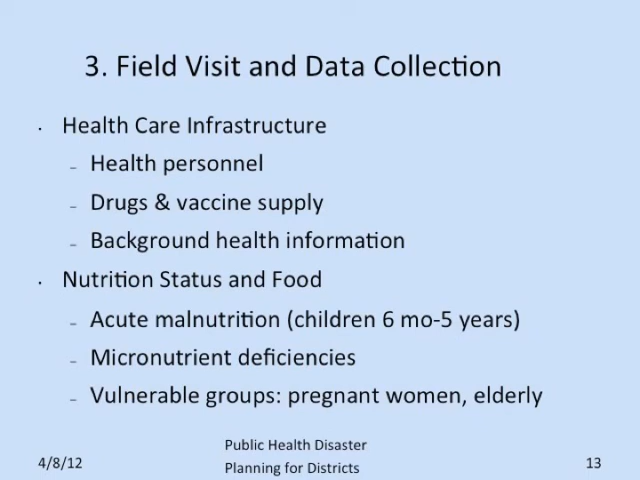 3. Field Visit and Data Collection
· Health Care Infrastructure
– Health personnel
– Drugs & vaccine supply
– Background health information
· Nutrition Status and Food
– Acute malnutrition (children 6 mo-5 years)
– Micronutrient deficiencies
– Vulnerable groups: pregnant women, elderly
4/8/12
Public Health Disaster
Planning for Districts
13